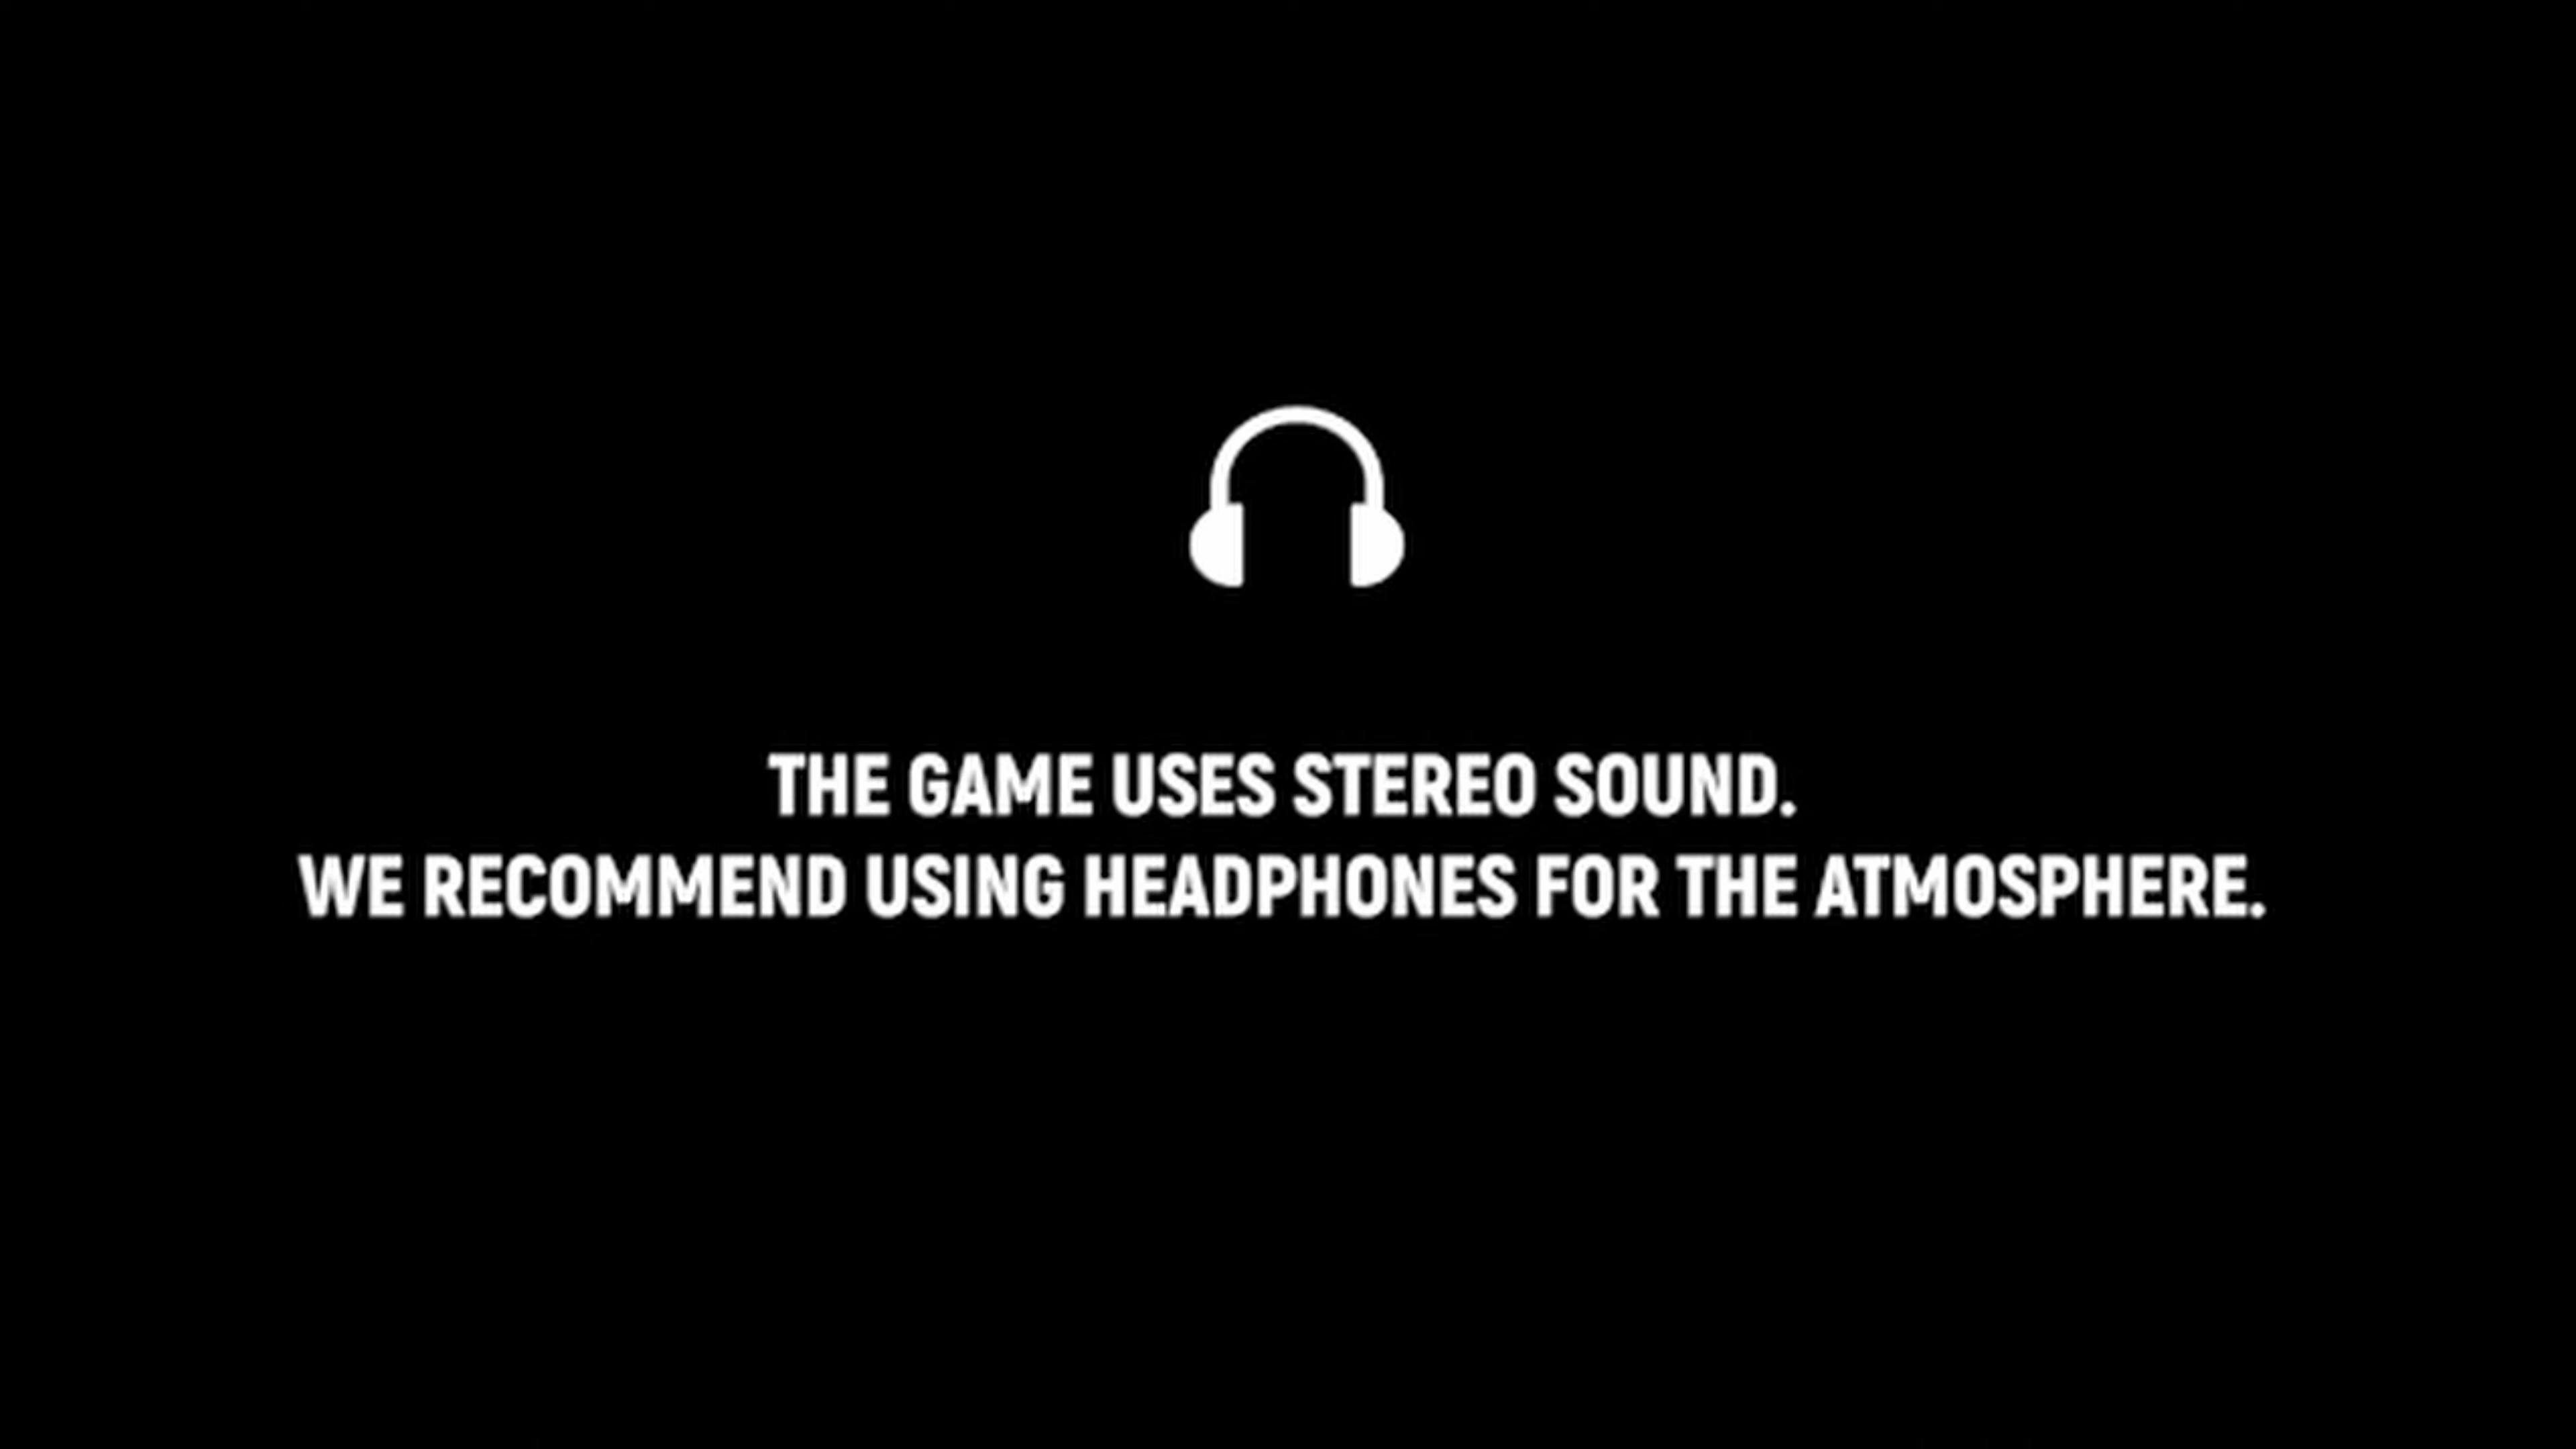 THE GAME USES STEREO SOUND.
WE RECOMMEND USING HEADPHONES FOR THE ATMOSPHERE.